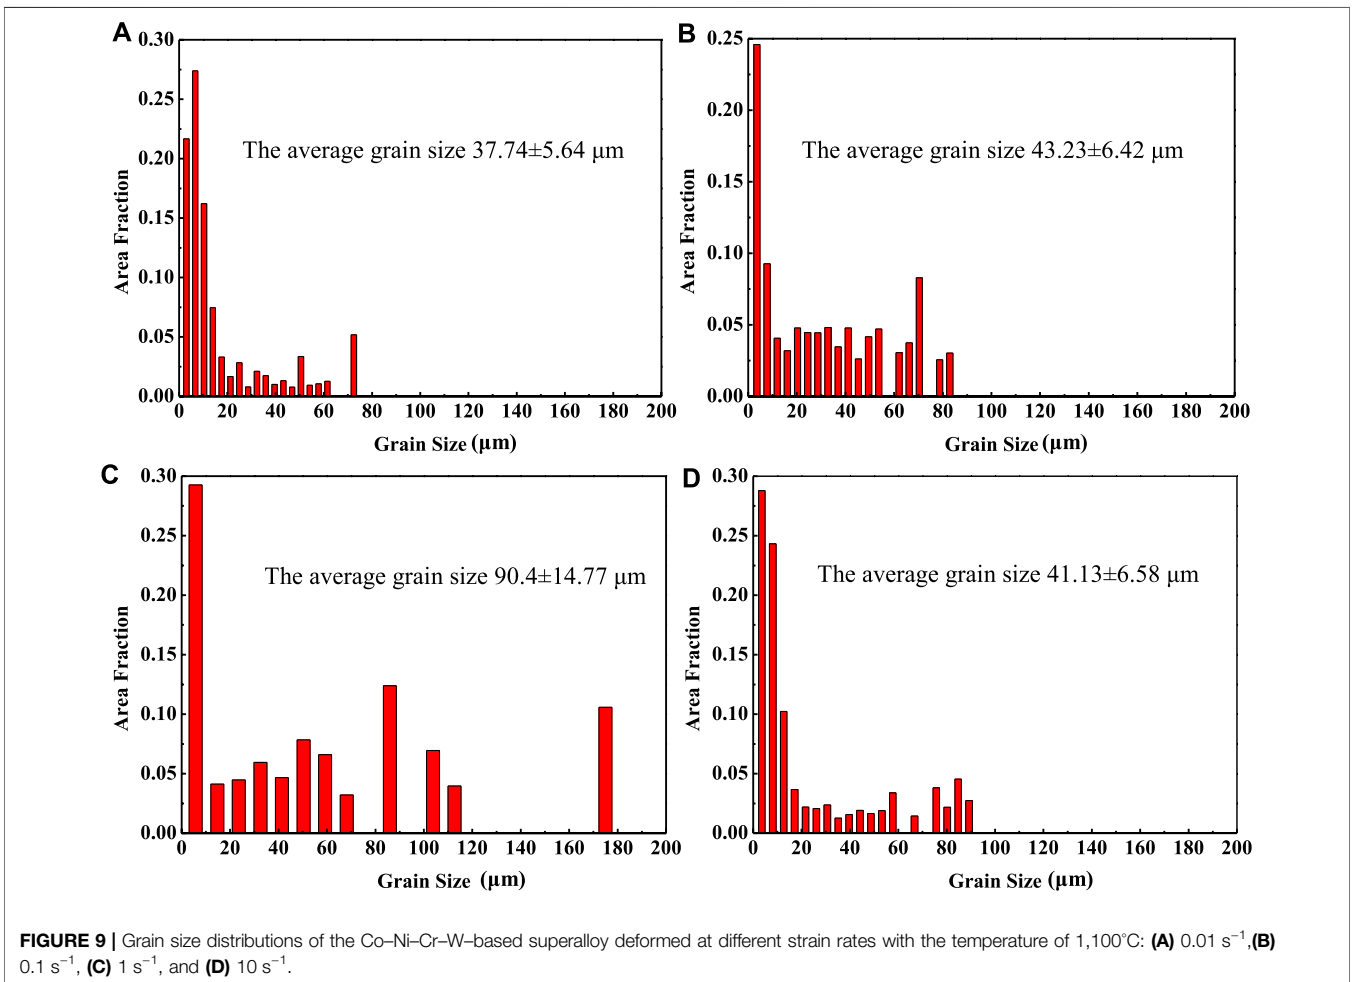 A
0.30
0.25
0.20
0.15
0.10
0.05
0.00
Area Fraction
The average grain size 37.74±5.64 μm
0 20 40 60 80 100 120 140 160 180 200
Grain Size (μm)
B
0.25
0.20
0.15
0.10
0.05
0.00
Area Fraction
The average grain size 43.23±6.42 μm
0 20 40 60 80 100 120 140 160 180 200
Grain Size (μm)
C
0.30
0.25
0.20
0.15
0.10
0.05
0.00
Area Fraction
The average grain size 90.4±14.77 μm
0 20 40 60 80 100 120 140 160 180 200
Grain Size (μm)
D
0.30
0.25
0.20
0.15
0.10
0.05
0.00
Area Fraction
The average grain size 41.13±6.58 μm
0 20 40 60 80 100 120 140 160 180 200
Grain Size (μm)
FIGURE 9 | Grain size distributions of the Co–Ni–Cr–W–based superalloy deformed at different strain rates with the temperature of 1,100°C: (A) 0.01 s⁻¹,(B)
0.1 s⁻¹, (C) 1 s⁻¹, and (D) 10 s⁻¹.